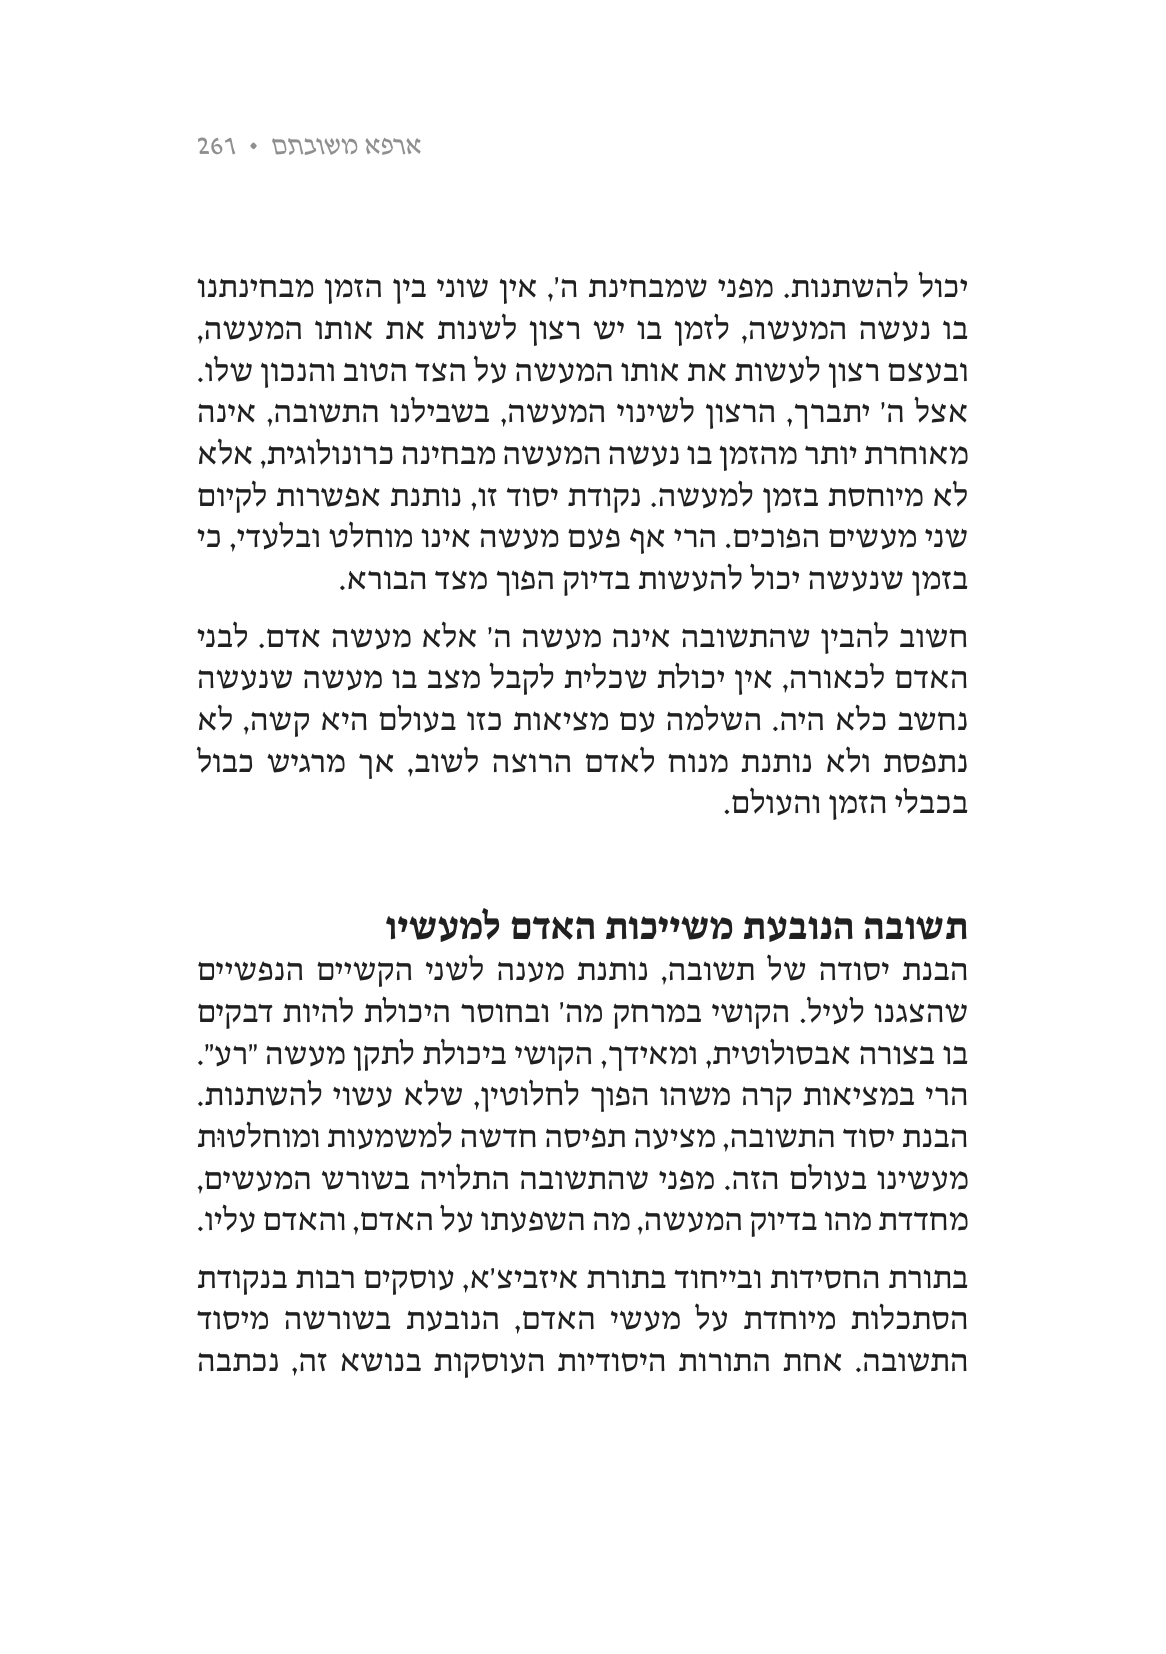 ארפא משובתם • 261
יכול להשתנות. מפני שמבחינת ה', אין שוני בין הזמן מבחינתנו
בו נעשה המעשה, לזמן בו יש רצון לשנות את אותו המעשה,
ובעצם רצון לעשות את אותו המעשה על הצד הטוב והנכון שלו.
אצל ה' יתברך, הרצון לשינוי המעשה, בשבילנו התשובה, אינה
מאוחרת יותר מהזמן בו נעשה המעשה מבחינה כרונולוגית, אלא
לא מיוחסת בזמן למעשה. נקודת יסוד זו, נותנת אפשרות לקיום
שני מעשים הפוכים. הרי אף פעם מעשה אינו מוחלט ובלעדי, כי
בזמן שנעשה יכול להעשות בדיוק הפוך מצד הבורא.
חשוב להבין שהתשובה אינה מעשה ה' אלא מעשה אדם. לבני
האדם לכאורה, אין יכולת שכלית לקבל מצב בו מעשה שנעשה
נחשב כלא היה. השלמה עם מציאות כזו בעולם היא קשה, לא
נתפסת ולא נותנת מנוח לאדם הרוצה לשוב, אך מרגיש כבול
בכבלי הזמן והעולם.
תשובה הנובעת משייכות האדם למעשיו
הבנת יסודה של תשובה, נותנת מענה לשני הקשיים הנפשיים
שהצגנו לעיל. הקושי במרחק מה' ובחוסר היכולת להיות דבקים
בו בצורה אבסולוטית, ומאידך, הקושי ביכולת לתקן מעשה "רע".
הרי במציאות קרה משהו הפוך לחלוטין, שלא עשוי להשתנות.
הבנת יסוד התשובה, מציעה תפיסה חדשה למשמעות ומוחלטוּת
מעשינו בעולם הזה. מפני שהתשובה התלויה בשורש המעשים,
מחדדת מהו בדיוק המעשה, מה השפעתו על האדם, והאדם עליו.
בתורת החסידות ובייחוד בתורת איזביצ'א, עוסקים רבות בנקודת
הסתכלות מיוחדת על מעשי האדם, הנובעת בשורשה מיסוד
התשובה. אחת התורות היסודיות העוסקות בנושא זה, נכתבה